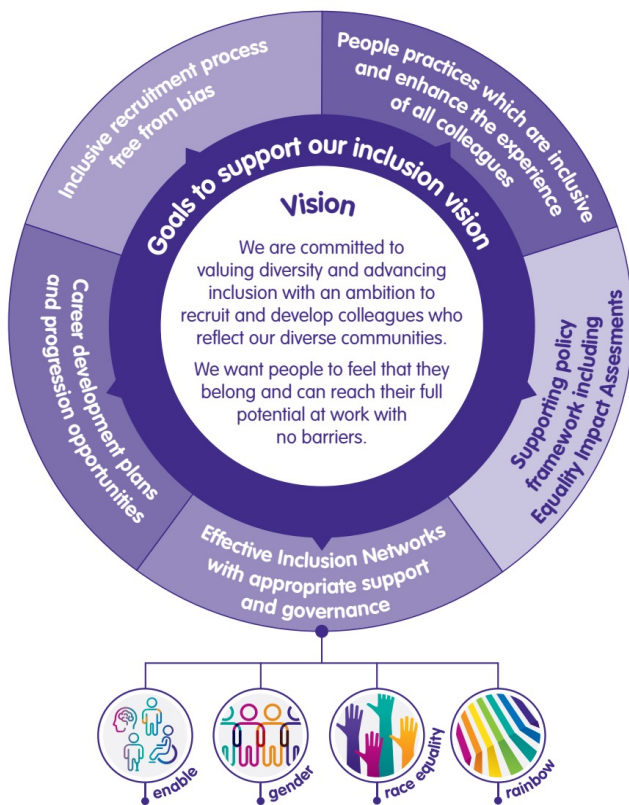 Inclusive recruitment process
free from bias
People practices which are inclusive
and enhance the experience
of all colleagues
Goals to support our inclusion vision
Vision
We are committed to
valuing diversity and advancing
inclusion with an ambition to
recruit and develop colleagues who
reflect our diverse communities.
We want people to feel that they
belong and can reach their full
potential at work with
no barriers.
Career development plans
and progression opportunities
Supporting policy
framework including
Equality Impact Assesments
Effective Inclusion Networks
with appropriate support
and governance
enable
gender
race equality
rainbow